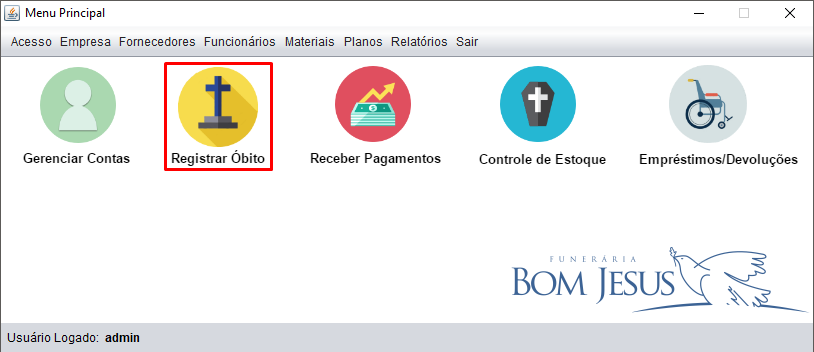 Menu Principal
Acesso Empresa Fornecedores Funcionários Materiais Planos Relatórios Sair
Gerenciar Contas Registrar Óbito Receber Pagamentos Controle de Estoque Empréstimos/Devoluções
FUNERÁRIA
BOM JESUS
Usuário Logado: admin